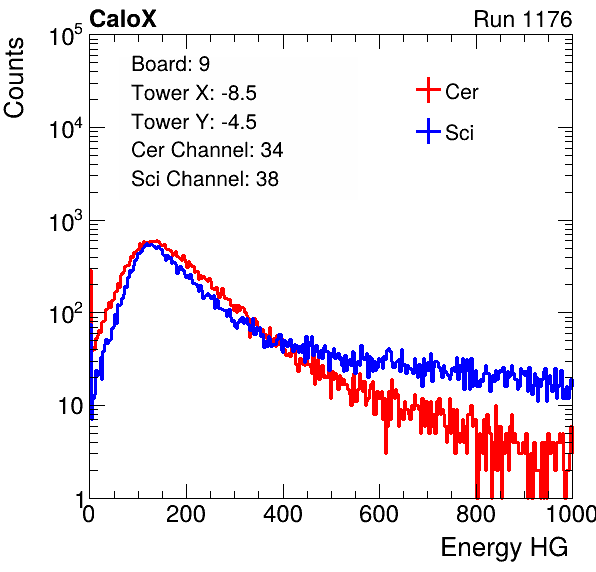 CaloX Run 1176
Counts
10^5
10^4
10^3
10^2
10
1
Board: 9
Tower X: -8.5
Tower Y: -4.5
Cer Channel: 34
Sci Channel: 38
Cer
Sci
0 200 400 600 800 1000
Energy HG